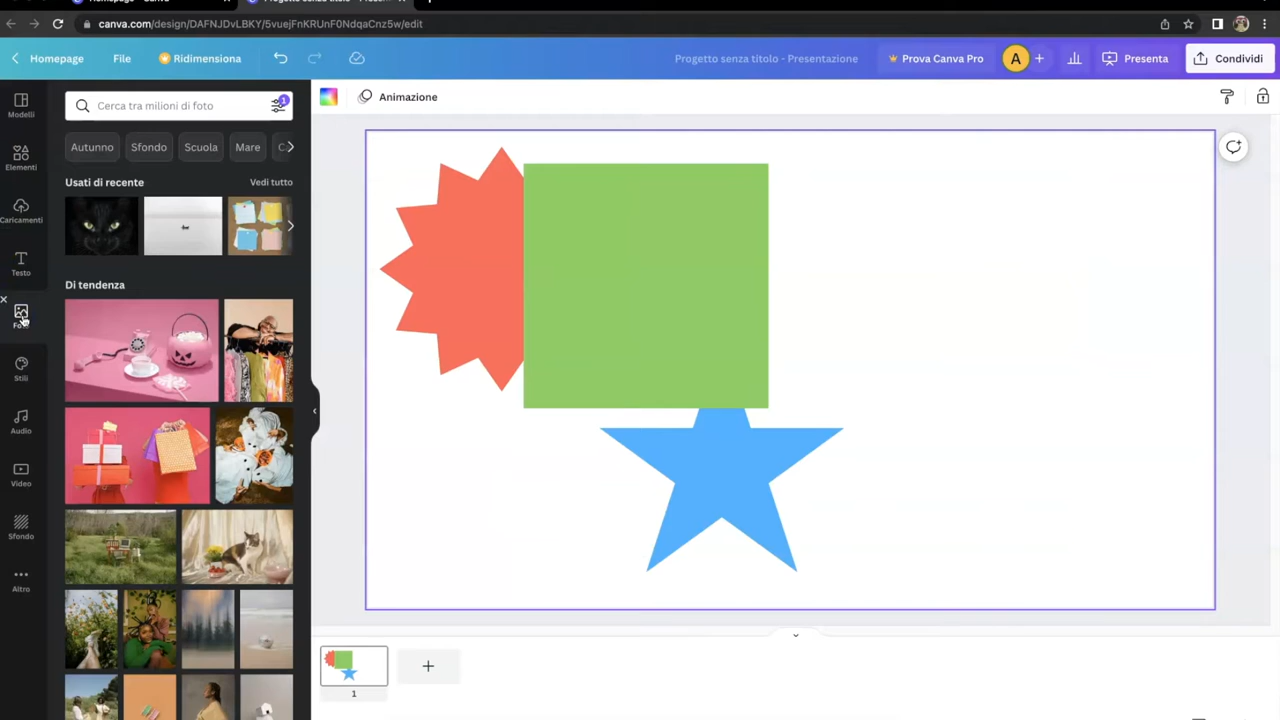 canva.com/design/DAFNJDvLBKY/5vuejFnKRUnF0NdqaCnz5w/edit
Homepage
File
Ridimensiona
Progetto senza titolo - Presentazione
Prova Canva Pro
A
Presenta
Condividi
Modelli
Elementi
Caricamenti
Testo
Stili
Audio
Video
Sfondo
Altro
Cerca tra milioni di foto
1
Autunno
Sfondo
Scuola
Mare
Usati di recente
Vedi tutto
Di tendenza
Animazione
1